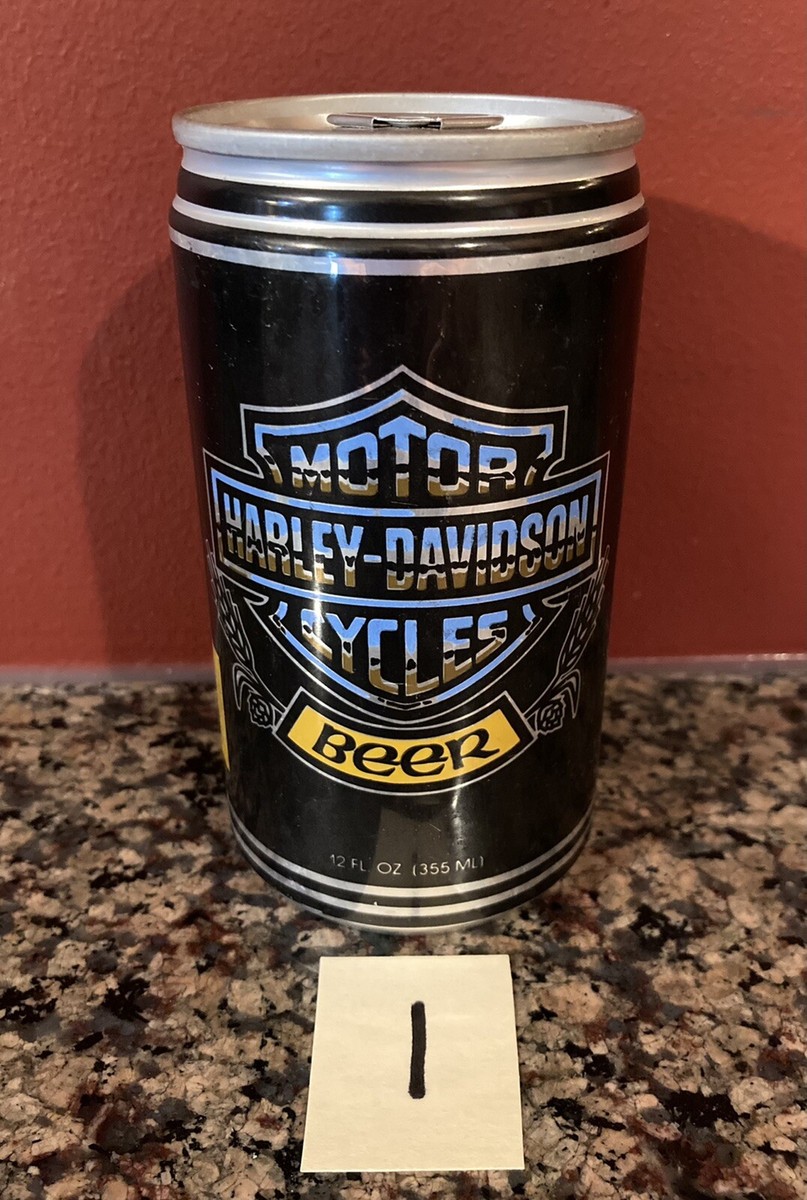 MOTOR
HARLEY-DAVIDSON
CYCLES
BEER
12 FL. OZ (355 ML)
1